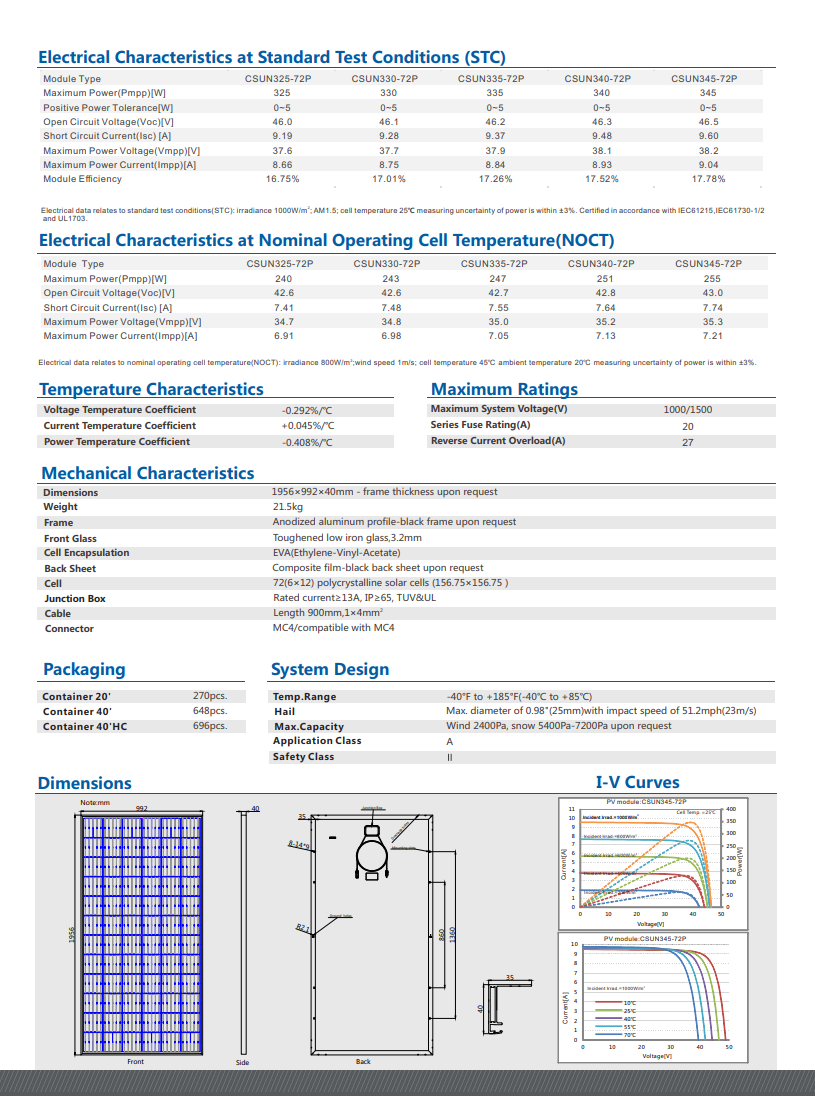 Electrical Characteristics at Standard Test Conditions (STC)
Module Type CSUN325-72P CSUN330-72P CSUN335-72P CSUN340-72P CSUN345-72P
Maximum Power(Pmpp)[W] 325 330 335 340 345
Positive Power Tolerance[W] 0~5 0~5 0~5 0~5 0~5
Open Circuit Voltage(Voc)[V] 46.0 46.1 46.2 46.3 46.5
Short Circuit Current(Isc) [A] 9.19 9.28 9.37 9.48 9.60
Maximum Power Voltage(Vmpp)[V] 37.6 37.7 37.9 38.1 38.2
Maximum Power Current(Impp)[A] 8.66 8.75 8.84 8.93 9.04
Module Efficiency 16.75% 17.01% 17.26% 17.52% 17.78%
Electrical data relates to standard test conditions(STC): irradiance 1000W/m²; AM1.5; cell temperature 25℃ measuring uncertainty of power is within ±3%. Certified in accordance with IEC61215,IEC61730-1/2
and UL1703.
Electrical Characteristics at Nominal Operating Cell Temperature(NOCT)
Module Type CSUN325-72P CSUN330-72P CSUN335-72P CSUN340-72P CSUN345-72P
Maximum Power(Pmpp)[W] 240 243 247 251 255
Open Circuit Voltage(Voc)[V] 42.6 42.6 42.7 42.8 43.0
Short Circuit Current(Isc) [A] 7.41 7.48 7.55 7.64 7.74
Maximum Power Voltage(Vmpp)[V] 34.7 34.8 35.0 35.2 35.3
Maximum Power Current(Impp)[A] 6.91 6.98 7.05 7.13 7.21
Electrical data relates to nominal operating cell temperature(NOCT): irradiance 800W/m²;wind speed 1m/s; cell temperature 45℃ ambient temperature 20℃ measuring uncertainty of power is within ±3%.
Temperature Characteristics
Voltage Temperature Coefficient -0.292%/℃
Current Temperature Coefficient +0.045%/℃
Power Temperature Coefficient -0.408%/℃
Maximum Ratings
Maximum System Voltage(V) 1000/1500
Series Fuse Rating(A) 20
Reverse Current Overload(A) 27
Mechanical Characteristics
Dimensions 1956×992×40mm - frame thickness upon request
Weight 21.5kg
Frame Anodized aluminum profile-black frame upon request
Front Glass Toughened low iron glass,3.2mm
Cell Encapsulation EVA(Ethylene-Vinyl-Acetate)
Back Sheet Composite film-black back sheet upon request
Cell 72(6×12) polycrystalline solar cells (156.75×156.75 )
Junction Box Rated current≥13A, IP≥65, TUV&UL
Cable Length 900mm,1×4mm²
Connector MC4/compatible with MC4
Packaging
Container 20' 270pcs.
Container 40' 648pcs.
Container 40'HC 696pcs.
System Design
Temp.Range -40°F to +185°F(-40℃ to +85℃)
Hail Max. diameter of 0.98"(25mm)with impact speed of 51.2mph(23m/s)
Max.Capacity Wind 2400Pa, snow 5400Pa-7200Pa upon request
Application Class A
Safety Class II
Dimensions
Note:mm
992
1956
Front
40
Side
35
8-14*9
R2.1
860
1360
Back
35
40
I-V Curves
PV module:CSUN345-72P
Cell Temp. =25℃
Incident Irrad.=1000W/m²
Incident Irrad.=800W/m²
Current[A]
11
10
9
8
7
6
5
4
3
2
1
0
400
350
300
250
200
150
100
50
0
Power[W]
0 10 20 30 40 50
Voltage[V]
PV module:CSUN345-72P
Current[A]
10
9
8
7
6
5
4
3
2
1
0
Incident Irrad.=1000W/m²
10℃
25℃
40℃
55℃
70℃
0 10 20 30 40 50
Voltage[V]